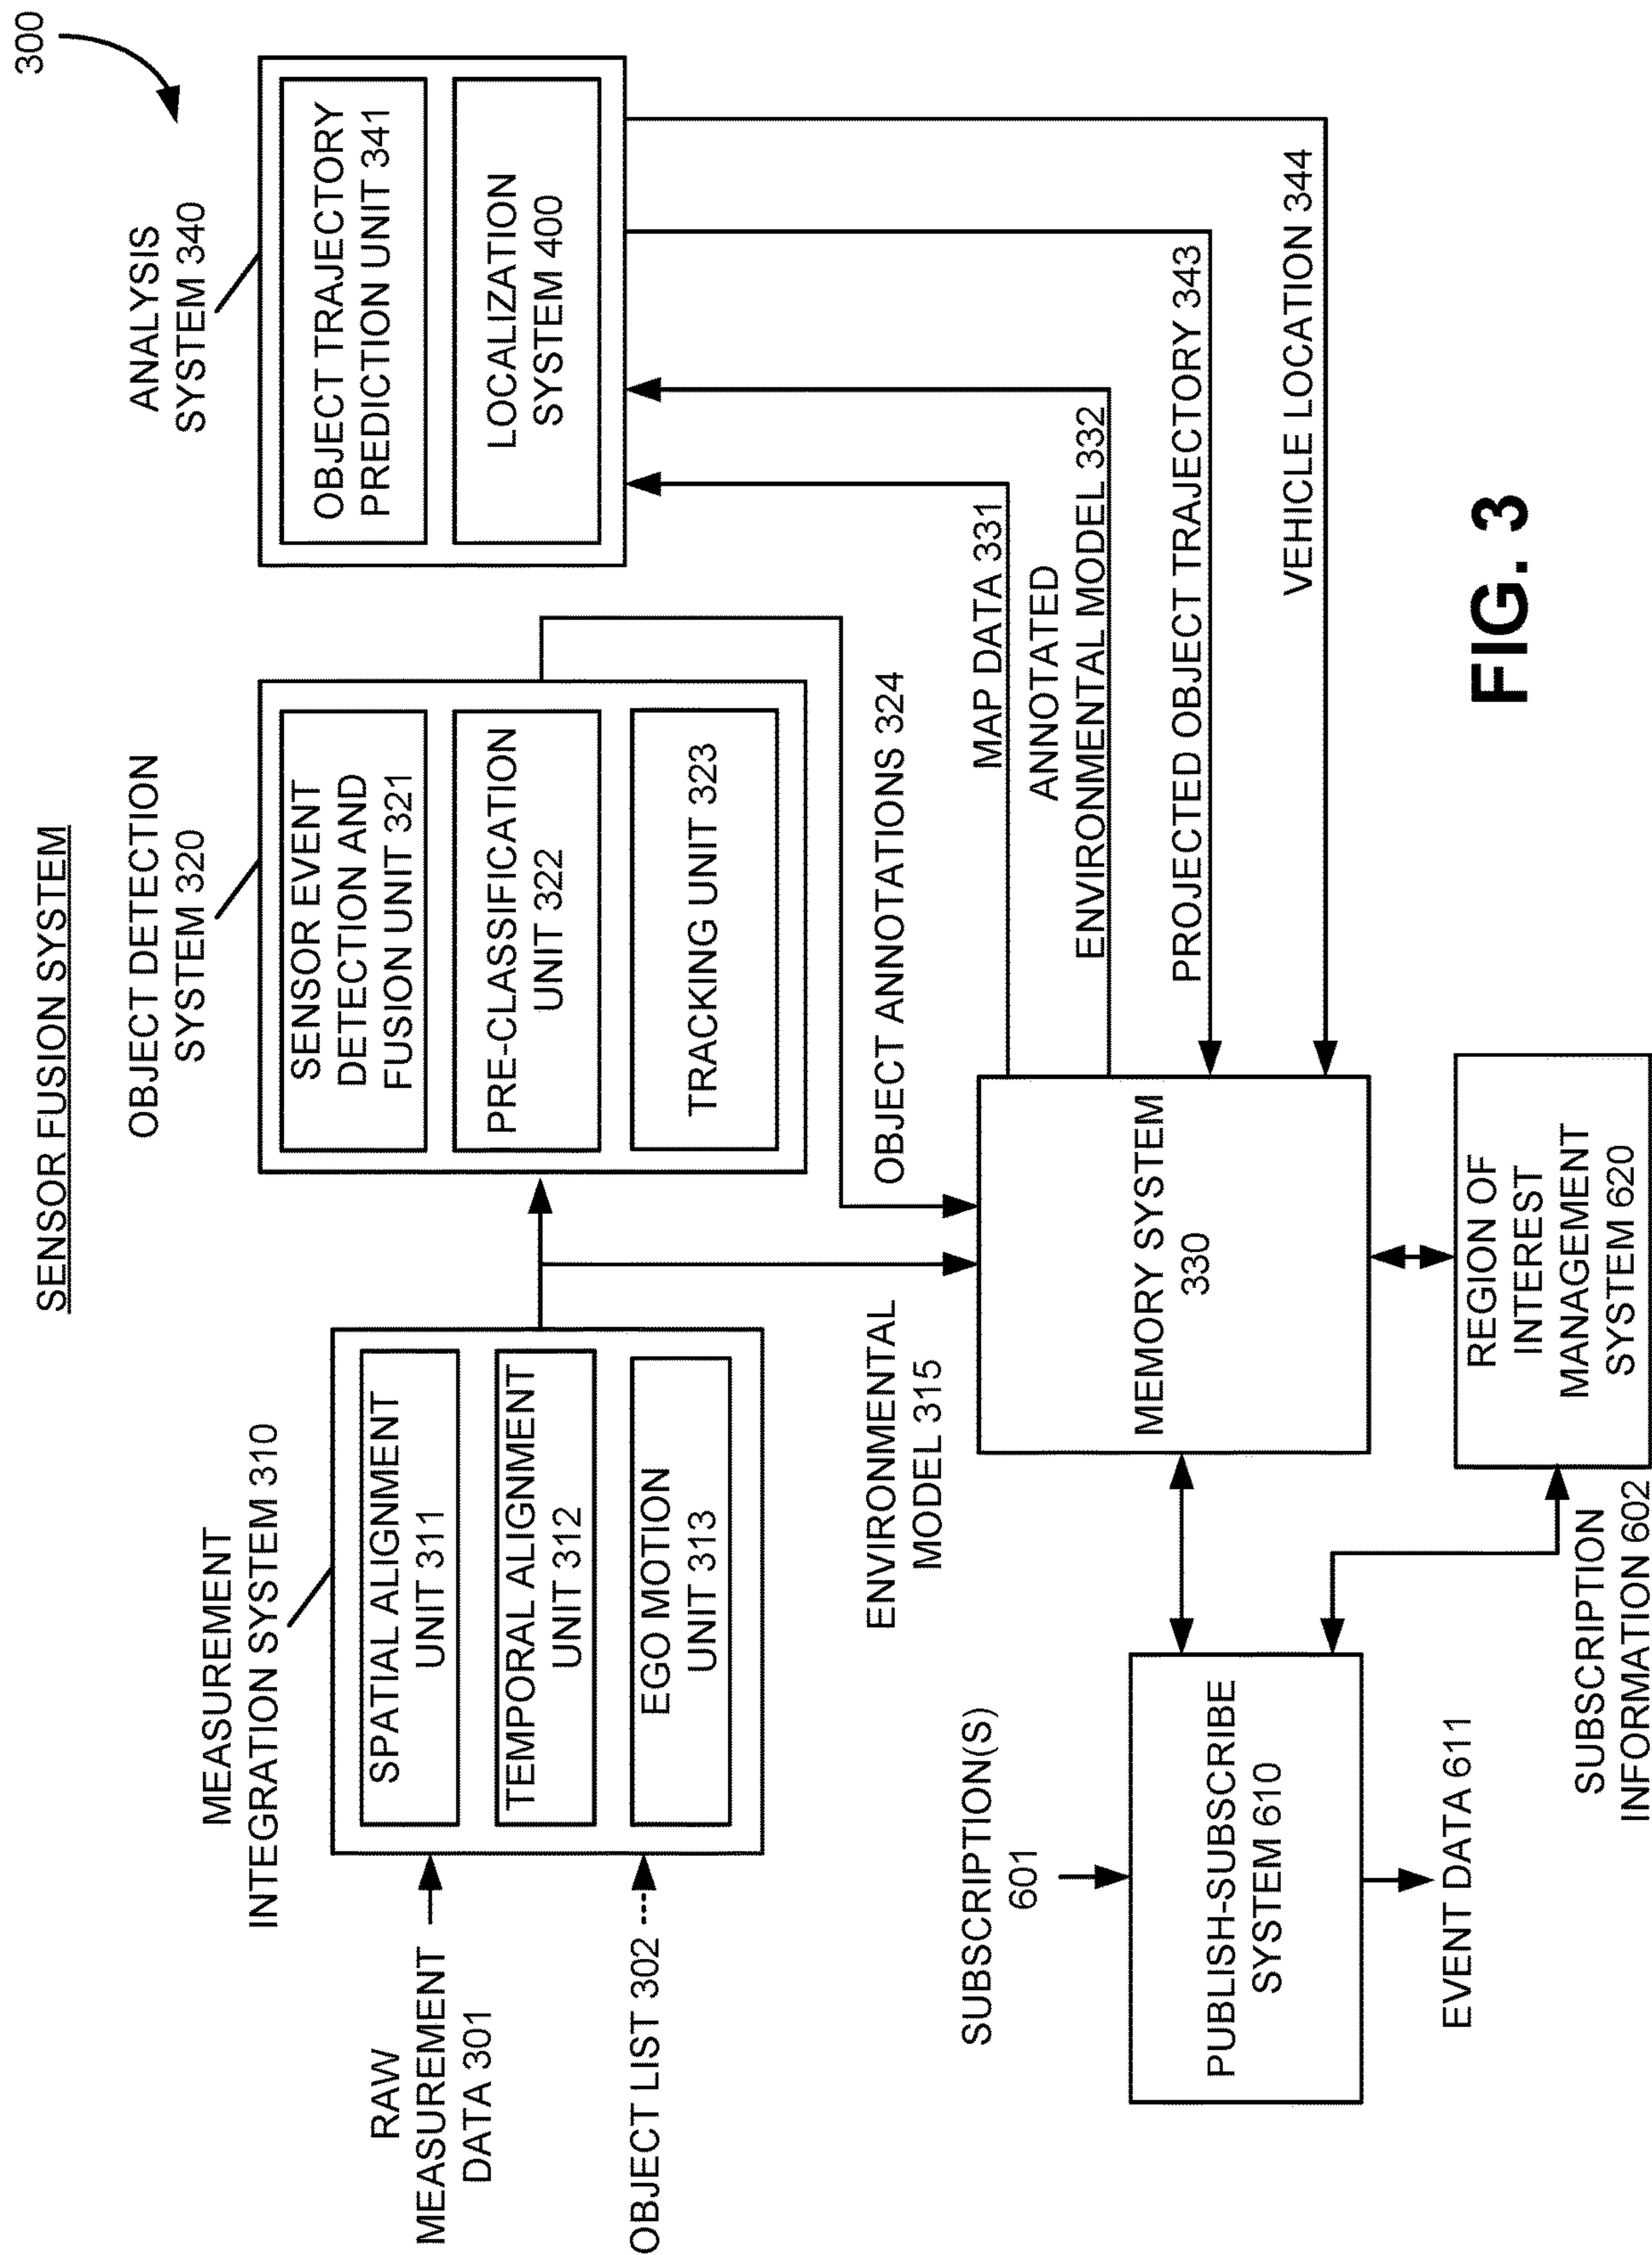 SENSOR FUSION SYSTEM
300
MEASUREMENT
INTEGRATION SYSTEM 310
SPATIAL ALIGNMENT
UNIT 311
TEMPORAL ALIGNMENT
UNIT 312
EGO MOTION
UNIT 313
RAW
MEASUREMENT
DATA 301
OBJECT LIST 302
OBJECT DETECTION
SYSTEM 320
SENSOR EVENT
DETECTION AND
FUSION UNIT 321
PRE-CLASSIFICATION
UNIT 322
TRACKING UNIT 323
ANALYSIS
SYSTEM 340
OBJECT TRAJECTORY
PREDICTION UNIT 341
LOCALIZATION
SYSTEM 400
ENVIRONMENTAL
MODEL 315
OBJECT ANNOTATIONS 324
MAP DATA 331
ANNOTATED
ENVIRONMENTAL MODEL 332
PROJECTED OBJECT TRAJECTORY 343
VEHICLE LOCATION 344
MEMORY SYSTEM
330
SUBSCRIPTION(S)
601
PUBLISH-SUBSCRIBE
SYSTEM 610
EVENT DATA 611
SUBSCRIPTION
INFORMATION 602
REGION OF
INTEREST
MANAGEMENT
SYSTEM 620
FIG. 3